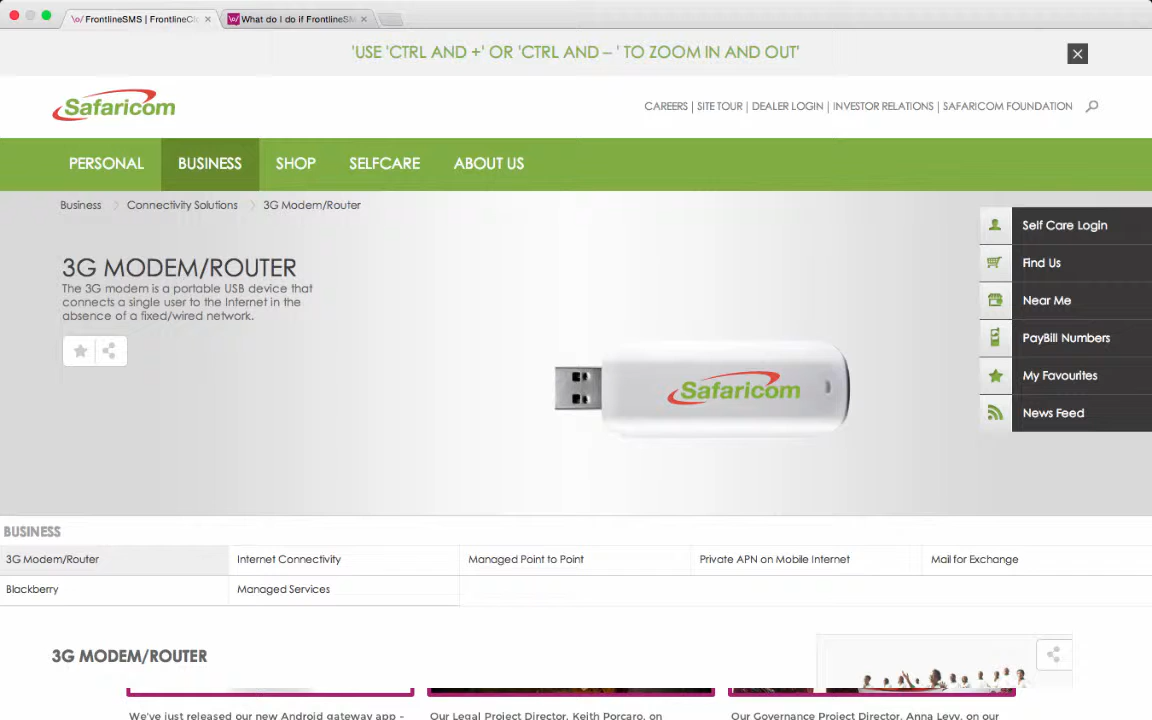 \o/ FrontlineSMS | FrontlineCl
What do I do if FrontlineSM
'USE 'CTRL AND +' OR 'CTRL AND – ' TO ZOOM IN AND OUT'
Safaricom
CAREERS | SITE TOUR | DEALER LOGIN | INVESTOR RELATIONS | SAFARICOM FOUNDATION
PERSONAL BUSINESS SHOP SELFCARE ABOUT US
Business Connectivity Solutions 3G Modem/Router
3G MODEM/ROUTER
The 3G modem is a portable USB device that
connects a single user to the Internet in the
absence of a fixed/wired network.
Safaricom
Self Care Login
Find Us
Near Me
PayBill Numbers
My Favourites
News Feed
BUSINESS
3G Modem/Router Internet Connectivity Managed Point to Point Private APN on Mobile Internet Mail for Exchange
Blackberry Managed Services
3G MODEM/ROUTER
We've just released our new Android gateway app - Our Legal Project Director, Keith Porcaro, on Our Governance Project Director, Anna Levy, on our